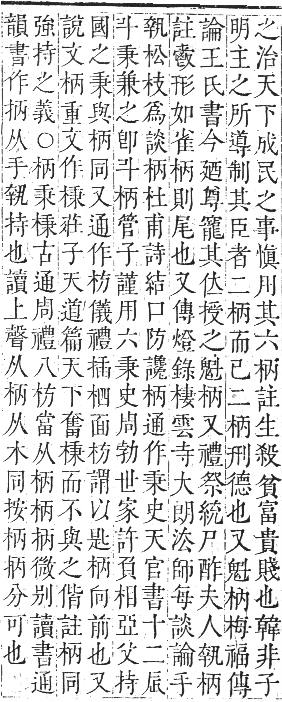 之治天下成民之事愼用其六柄註生殺貧富貴賤也韓非子
明主之所導制其臣者二柄而已二柄刑德也又魁柄梅福傳
論王氏書今廼尊寵其位授之魁柄又禮祭統尸酢夫人執柄
註爵形如雀柄則尾也又傳燈錄棲雲寺大朗法師每談論手
執松枝爲談柄杜甫詩結口防讒柄通作秉史天官書十二辰
斗秉兼之卽斗柄管子謹用六秉史周勃世家許負相亞父持
國之秉與柄同又通作枋儀禮插柶面枋謂以匙柄向前也又
說文柄重文作棅莊子天道篇天下奮棅而不與之偕註柄同
強持之義○柄秉棅古通周禮八枋當从柄柄柄微别讀書通
韻書作抦从手執持也讀上聲从柄从木同按柄抦分可也